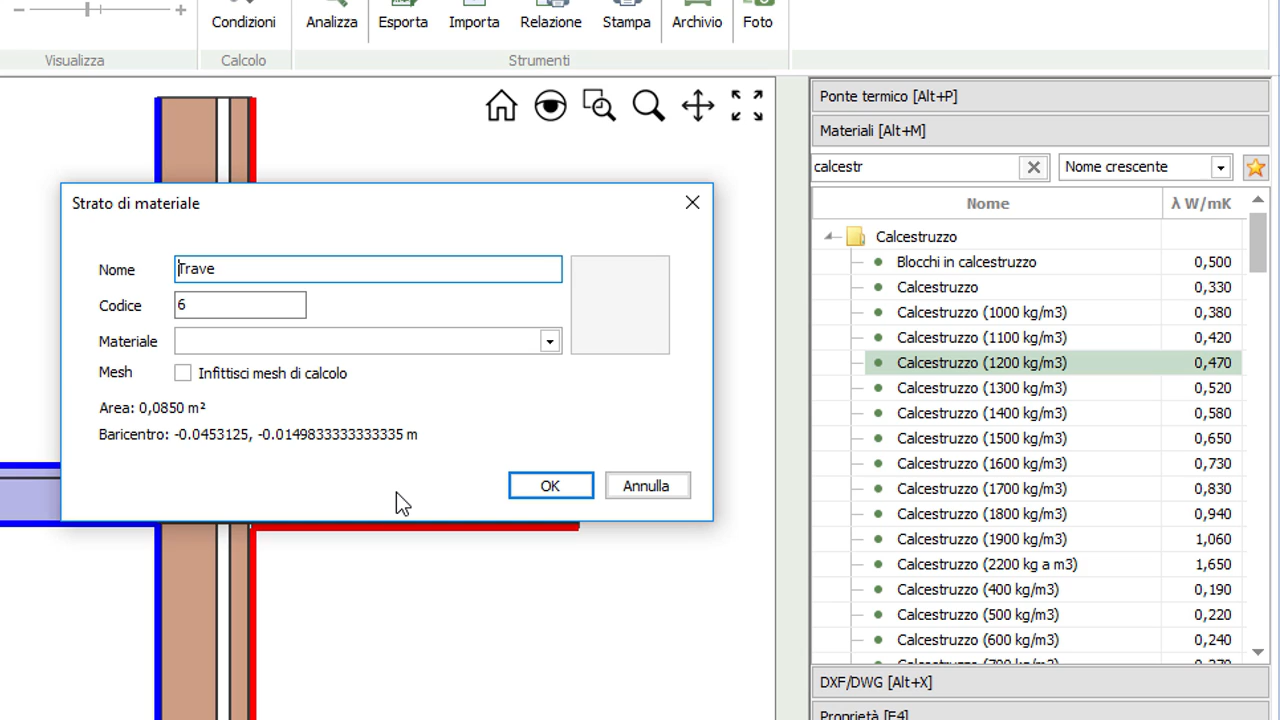 Condizioni
Analizza
Esporta
Importa
Relazione
Stampa
Archivio
Foto
Visualizza
Calcolo
Strumenti
Ponte termico [Alt+P]
Materiali [Alt+M]
calcestr
Nome crescente
Nome
λ W/mK
Calcestruzzo
Blocchi in calcestruzzo 0,500
Calcestruzzo 0,330
Calcestruzzo (1000 kg/m3) 0,380
Calcestruzzo (1100 kg/m3) 0,420
Calcestruzzo (1200 kg/m3) 0,470
Calcestruzzo (1300 kg/m3) 0,520
Calcestruzzo (1400 kg/m3) 0,580
Calcestruzzo (1500 kg/m3) 0,650
Calcestruzzo (1600 kg/m3) 0,730
Calcestruzzo (1700 kg/m3) 0,830
Calcestruzzo (1800 kg/m3) 0,940
Calcestruzzo (1900 kg/m3) 1,060
Calcestruzzo (2200 kg a m3) 1,650
Calcestruzzo (400 kg/m3) 0,190
Calcestruzzo (500 kg/m3) 0,220
Calcestruzzo (600 kg/m3) 0,240
DXF/DWG [Alt+X]
Proprietà [F4]
Strato di materiale
Nome Trave
Codice 6
Materiale
Mesh Infittisci mesh di calcolo
Area: 0,0850 m²
Baricentro: -0.0453125, -0.0149833333333335 m
OK
Annulla